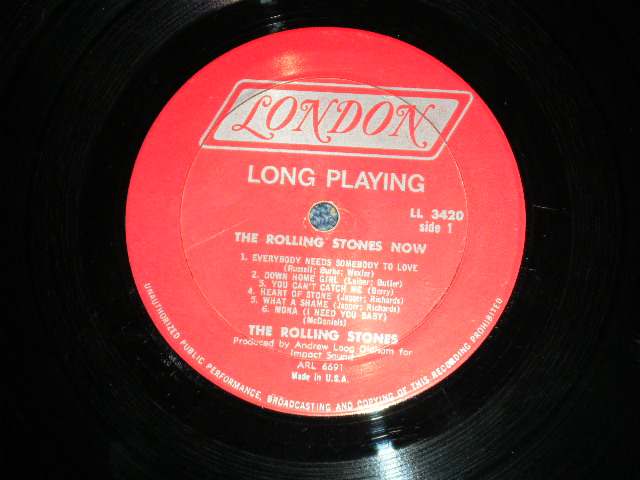 LONDON
LONG PLAYING
LL 3420
side 1
THE ROLLING STONES NOW
1. EVERYBODY NEEDS SOMEBODY TO LOVE
(Russell; Burke; Wexler)
2. DOWN HOME GIRL (Leiber; Butler)
3. YOU CAN'T CATCH ME (Berry)
4. HEART OF STONE (Jagger; Richards)
5. WHAT A SHAME (Jagger; Richards)
6. MONA (I NEED YOU BABY)
(McDaniels)
THE ROLLING STONES
Produced by Andrew Loog Oldham for
Impact Sound
ARL 6691
Made in U.S.A.
UNAUTHORIZED PUBLIC PERFORMANCE, BROADCASTING AND COPYING OF THIS RECORDING PROHIBITED